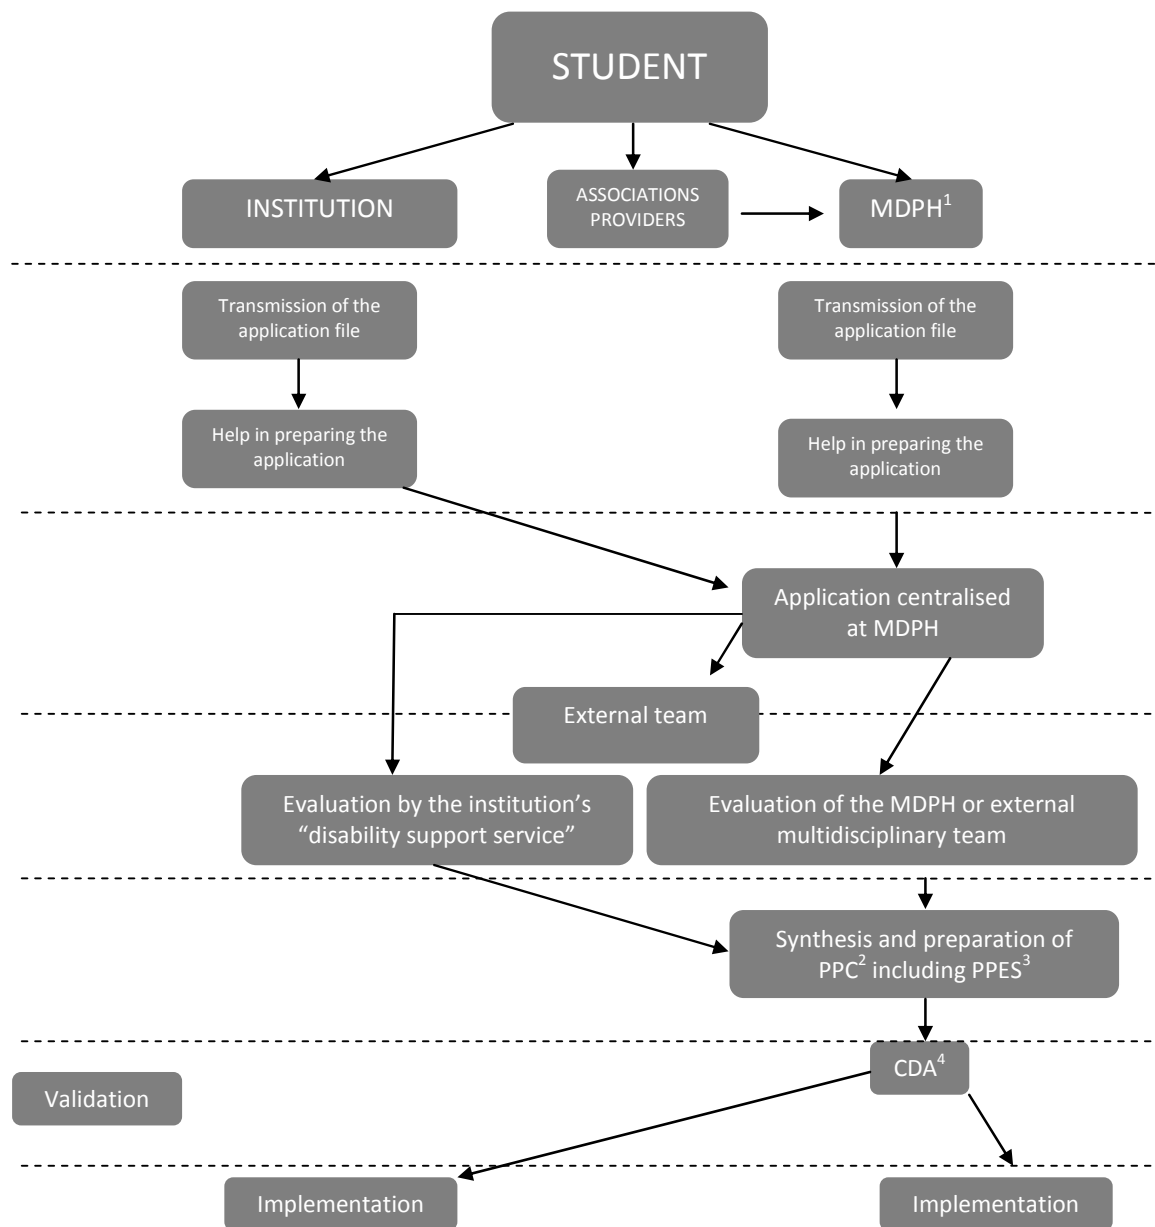 STUDENT
INSTITUTION
ASSOCIATIONS
PROVIDERS
MDPH¹
Transmission of the
application file
Transmission of the
application file
Help in preparing the
application
Help in preparing the
application
Application centralised
at MDPH
External team
Evaluation by the institution’s
“disability support service”
Evaluation of the MDPH or external
multidisciplinary team
Synthesis and preparation of
PPC² including PPES³
CDA⁴
Validation
Implementation
Implementation